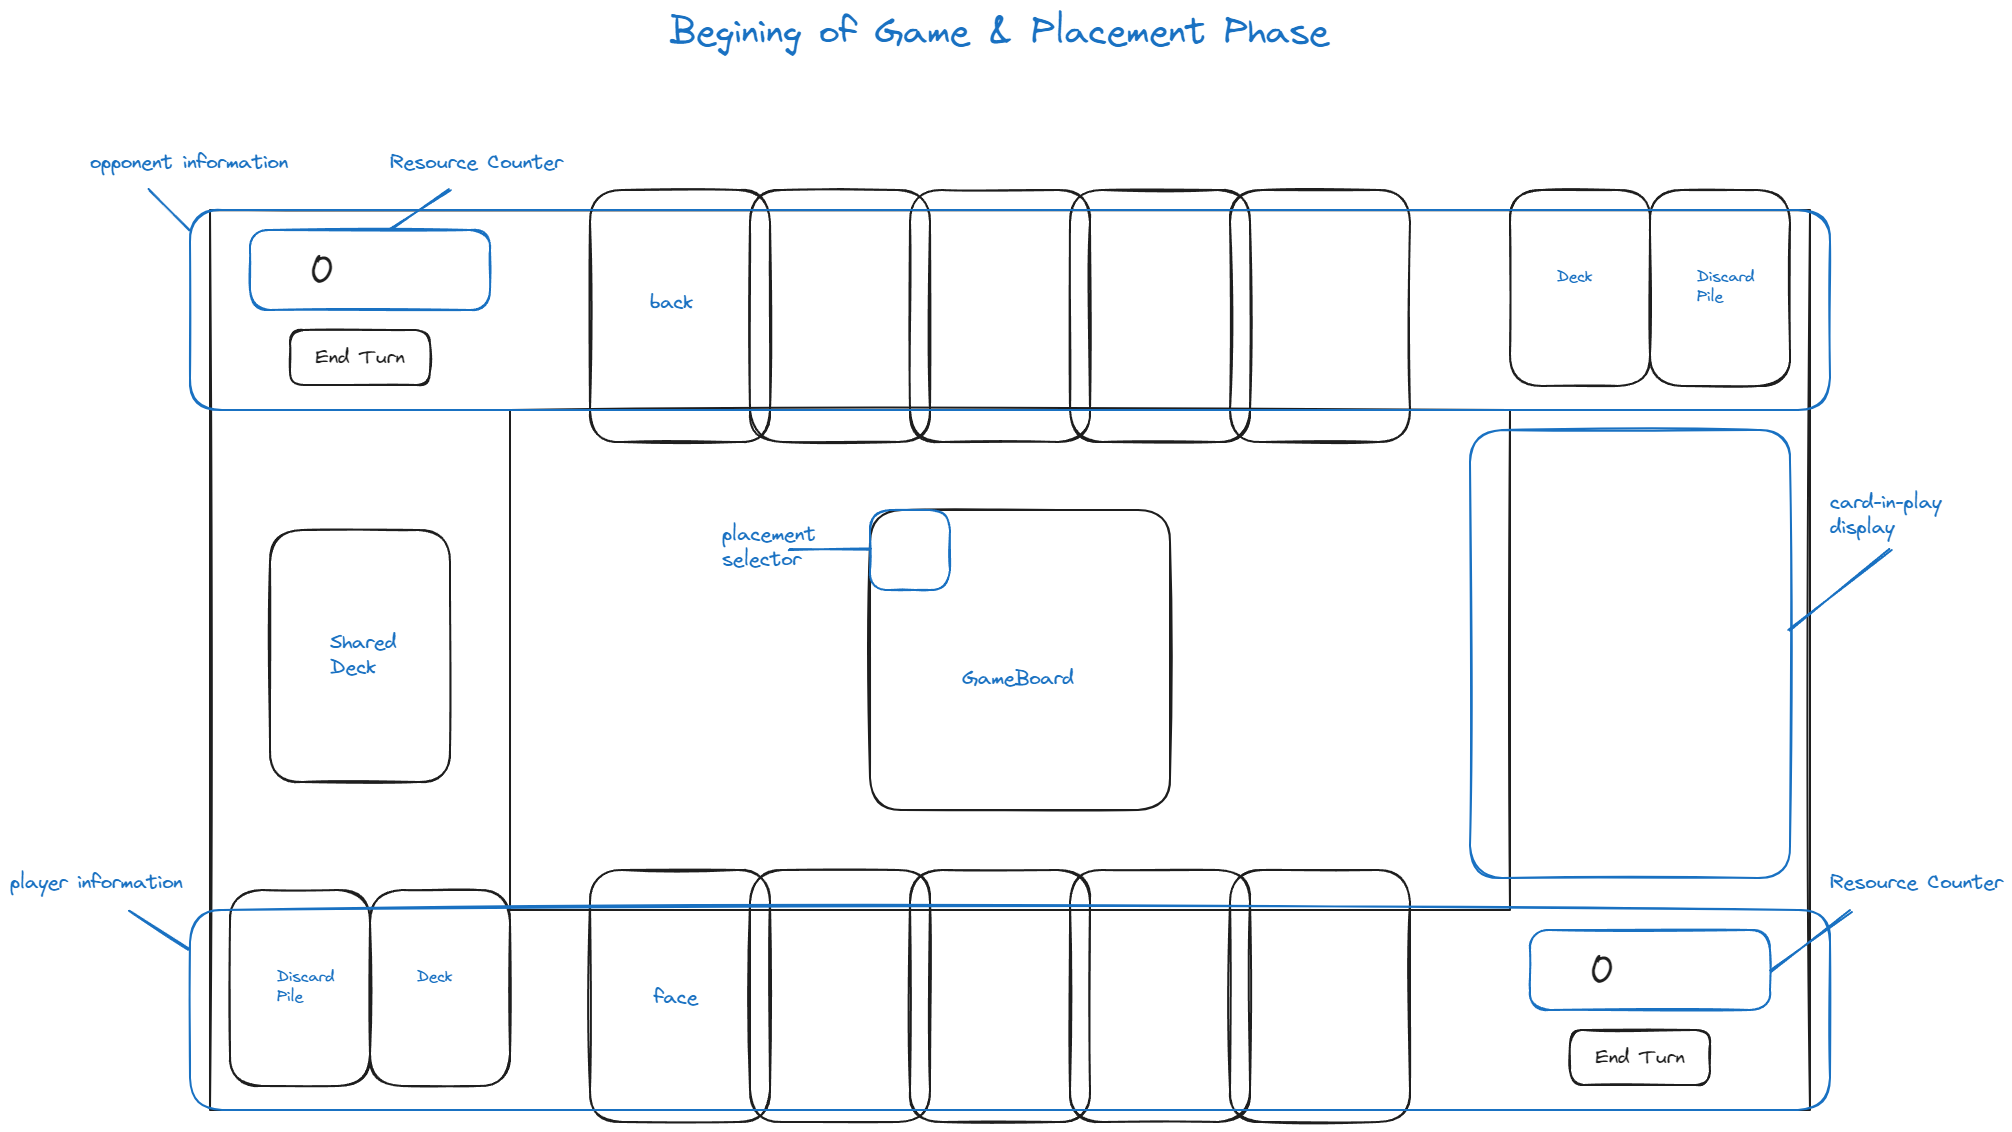 Begining of Game & Placement Phase
opponent information
Resource Counter
0
End Turn
back
Deck
Discard
Pile
placement
selector
GameBoard
card-in-play
display
Shared
Deck
player information
Discard
Pile
Deck
face
Resource Counter
0
End Turn